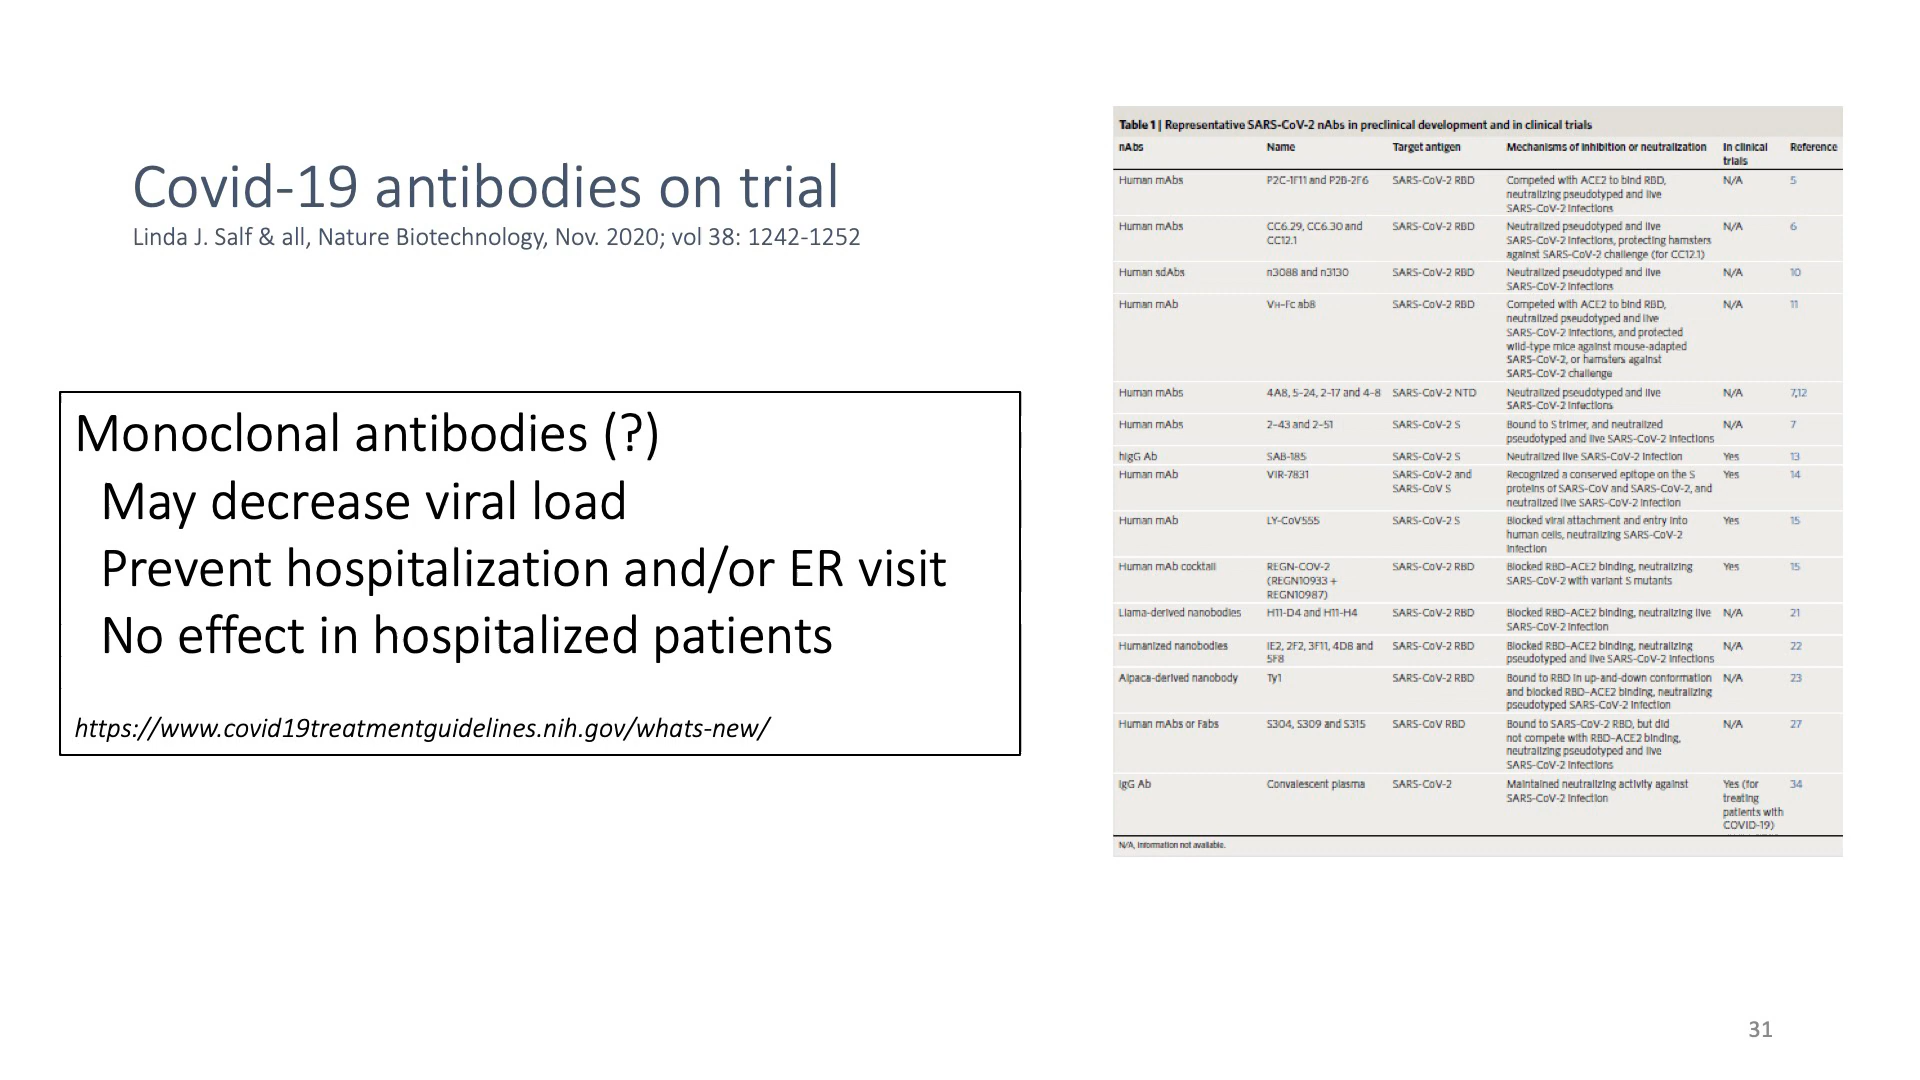 Covid-19 antibodies on trial
Linda J. Salf & all, Nature Biotechnology, Nov. 2020; vol 38: 1242-1252
Monoclonal antibodies (?)
May decrease viral load
Prevent hospitalization and/or ER visit
No effect in hospitalized patients
https://www.covid19treatmentguidelines.nih.gov/whats-new/
Table 1 | Representative SARS-CoV-2 nAbs in preclinical development and in clinical trials
nAbs Name Target antigen Mechanisms of inhibition or neutralization In clinical Reference
trials
Human mAbs P2C-1F11 and P2B-2F6 SARS-CoV-2 RBD Competed with ACE2 to bind RBD, N/A 5
neutralizing pseudotyped and live
SARS-CoV-2 infections
Human mAbs CC6.29, CC6.30 and SARS-CoV-2 RBD Neutralized pseudotyped and live N/A 6
CC12.1 SARS-CoV-2 infections, protecting hamsters
against SARS-CoV-2 challenge (for CC12.1)
Human sdAbs n3088 and n3130 SARS-CoV-2 RBD Neutralized pseudotyped and live N/A 10
SARS-CoV-2 infections
Human mAb VH-Fc ab8 SARS-CoV-2 RBD Competed with ACE2 to bind RBD, N/A 11
neutralized pseudotyped and live
SARS-CoV-2 infections, and protected
wild-type mice against mouse-adapted
SARS-CoV-2, or hamsters against
SARS-CoV-2 challenge
Human mAbs 4A8, 5-24, 2-17 and 4-8 SARS-CoV-2 NTD Neutralized pseudotyped and live N/A 7,12
SARS-CoV-2 infections
Human mAbs 2-43 and 2-51 SARS-CoV-2 S Bound to S trimer, and neutralized N/A 7
pseudotyped and live SARS-CoV-2 infections
hIgG Ab SAB-185 SARS-CoV-2 S Neutralized live SARS-CoV-2 infection Yes 13
Human mAb VIR-7831 SARS-CoV-2 and Recognized a conserved epitope on the S Yes 14
SARS-CoV S proteins of SARS-CoV and SARS-CoV-2, and
neutralized live SARS-CoV-2 infection
Human mAb LY-CoV555 SARS-CoV-2 S Blocked viral attachment and entry into Yes 15
human cells, neutralizing SARS-CoV-2
infection
Human mAb cocktail REGN-COV-2 SARS-CoV-2 RBD Blocked RBD–ACE2 binding, neutralizing Yes 15
(REGN10933 + SARS-CoV-2 with variant S mutants
REGN10987)
Llama-derived nanobodies H11-D4 and H11-H4 SARS-CoV-2 RBD Blocked RBD–ACE2 binding, neutralizing live N/A 21
SARS-CoV-2 infection
Humanized nanobodies IE2, 2F2, 3F11, 4D8 and SARS-CoV-2 RBD Blocked RBD–ACE2 binding, neutralizing N/A 22
5F8 pseudotyped and live SARS-CoV-2 infections
Alpaca-derived nanobody Ty1 SARS-CoV-2 RBD Bound to RBD in up-and-down conformation N/A 23
and blocked RBD–ACE2 binding, neutralizing
pseudotyped SARS-CoV-2 infection
Human mAbs or Fabs S304, S309 and S315 SARS-CoV RBD Bound to SARS-CoV-2 RBD, but did N/A 27
not compete with RBD–ACE2 binding,
neutralizing pseudotyped and live
SARS-CoV-2 infections
IgG Ab Convalescent plasma SARS-CoV-2 Maintained neutralizing activity against Yes (for 34
SARS-CoV-2 infection treating
patients with
COVID-19)
N/A, information not available.
31